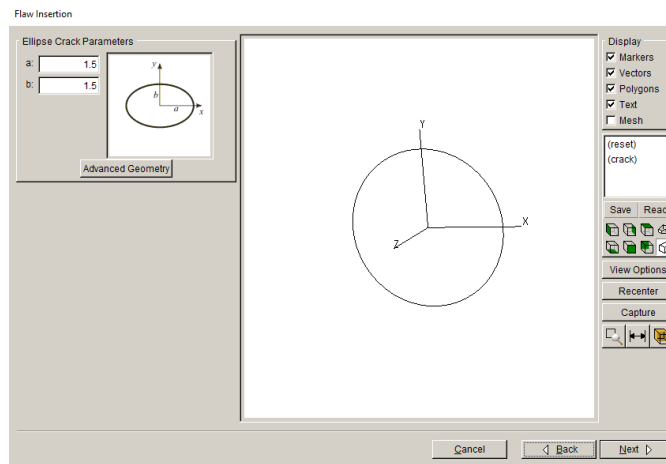 Flaw Insertion
Ellipse Crack Parameters
a: 1.5
b: 1.5
y
b
a
x
Advanced Geometry
Y
X
Z
Display
Markers
Vectors
Polygons
Text
Mesh
(reset)
(crack)
Save Read
View Options
Recenter
Capture
Cancel
Back
Next